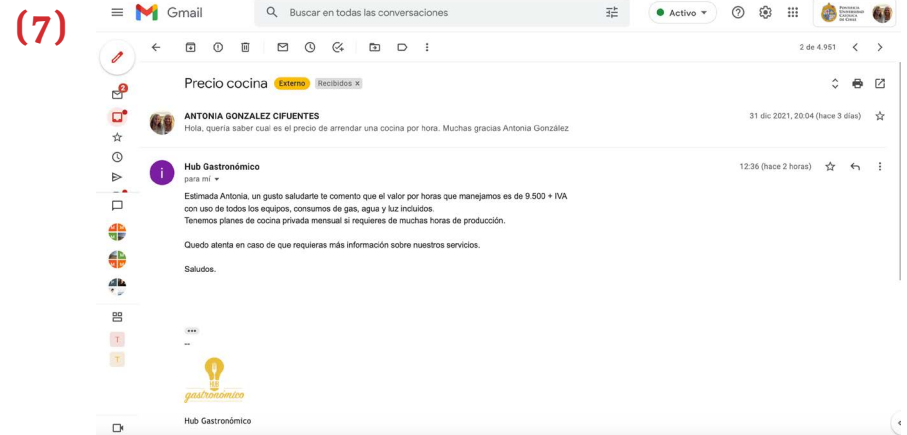 (7)
Gmail
Buscar en todas las conversaciones
Activo
2 de 4.951
Precio cocina Externo Recibidos x
2
ANTONIA GONZALEZ CIFUENTES
31 dic 2021, 20:04 (hace 3 días)
Hola, quería saber cual es el precio de arrendar una cocina por hora. Muchas gracias Antonia González
i
Hub Gastronómico
12:36 (hace 2 horas)
para mí
Estimada Antonia, un gusto saludarte te comento que el valor por horas que manejamos es de 9.500 + IVA
con uso de todos los equipos, consumos de gas, agua y luz incluidos.
Tenemos planes de cocina privada mensual si requieres de muchas horas de producción.
Quedo atenta en caso de que requieras más información sobre nuestros servicios.
Saludos.
--
HUB
gastronómico
Hub Gastronómico
T
T